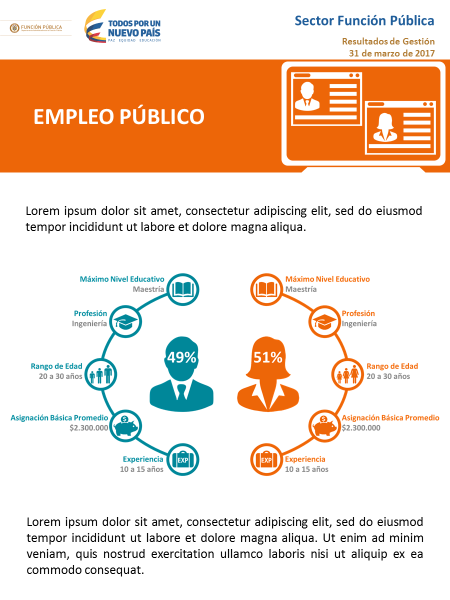 FUNCIÓN PÚBLICA
TODOS POR UN
NUEVO PAÍS
PAZ EQUIDAD EDUCACIÓN
Sector Función Pública
Resultados de Gestión
31 de marzo de 2017
EMPLEO PÚBLICO
Lorem ipsum dolor sit amet, consectetur adipiscing elit, sed do eiusmod
tempor incididunt ut labore et dolore magna aliqua.
Máximo Nivel Educativo
Maestría
Profesión
Ingeniería
Rango de Edad
20 a 30 años
Asignación Básica Promedio
$2.300.000
Experiencia
10 a 15 años
EXP
49%
51%
Máximo Nivel Educativo
Maestría
Profesión
Ingeniería
Rango de Edad
20 a 30 años
Asignación Básica Promedio
$2.300.000
Experiencia
10 a 15 años
EXP
Lorem ipsum dolor sit amet, consectetur adipiscing elit, sed do eiusmod
tempor incididunt ut labore et dolore magna aliqua. Ut enim ad minim
veniam, quis nostrud exercitation ullamco laboris nisi ut aliquip ex ea
commodo consequat.